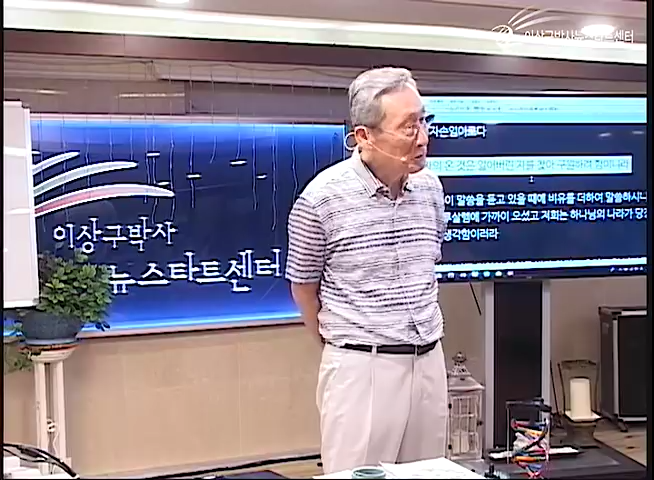 이상구박사뉴스타트센터
자손임이로다
온 것은 잃어버린 자를 찾아 구원하려 함이니라
이 말씀을 듣고 있을 때에 비유를 더하여 말씀하시니
루살렘에 가까이 오셨고 저희는 하나님의 나라가 당장
생각함이러라
이상구박사
뉴스타트센터